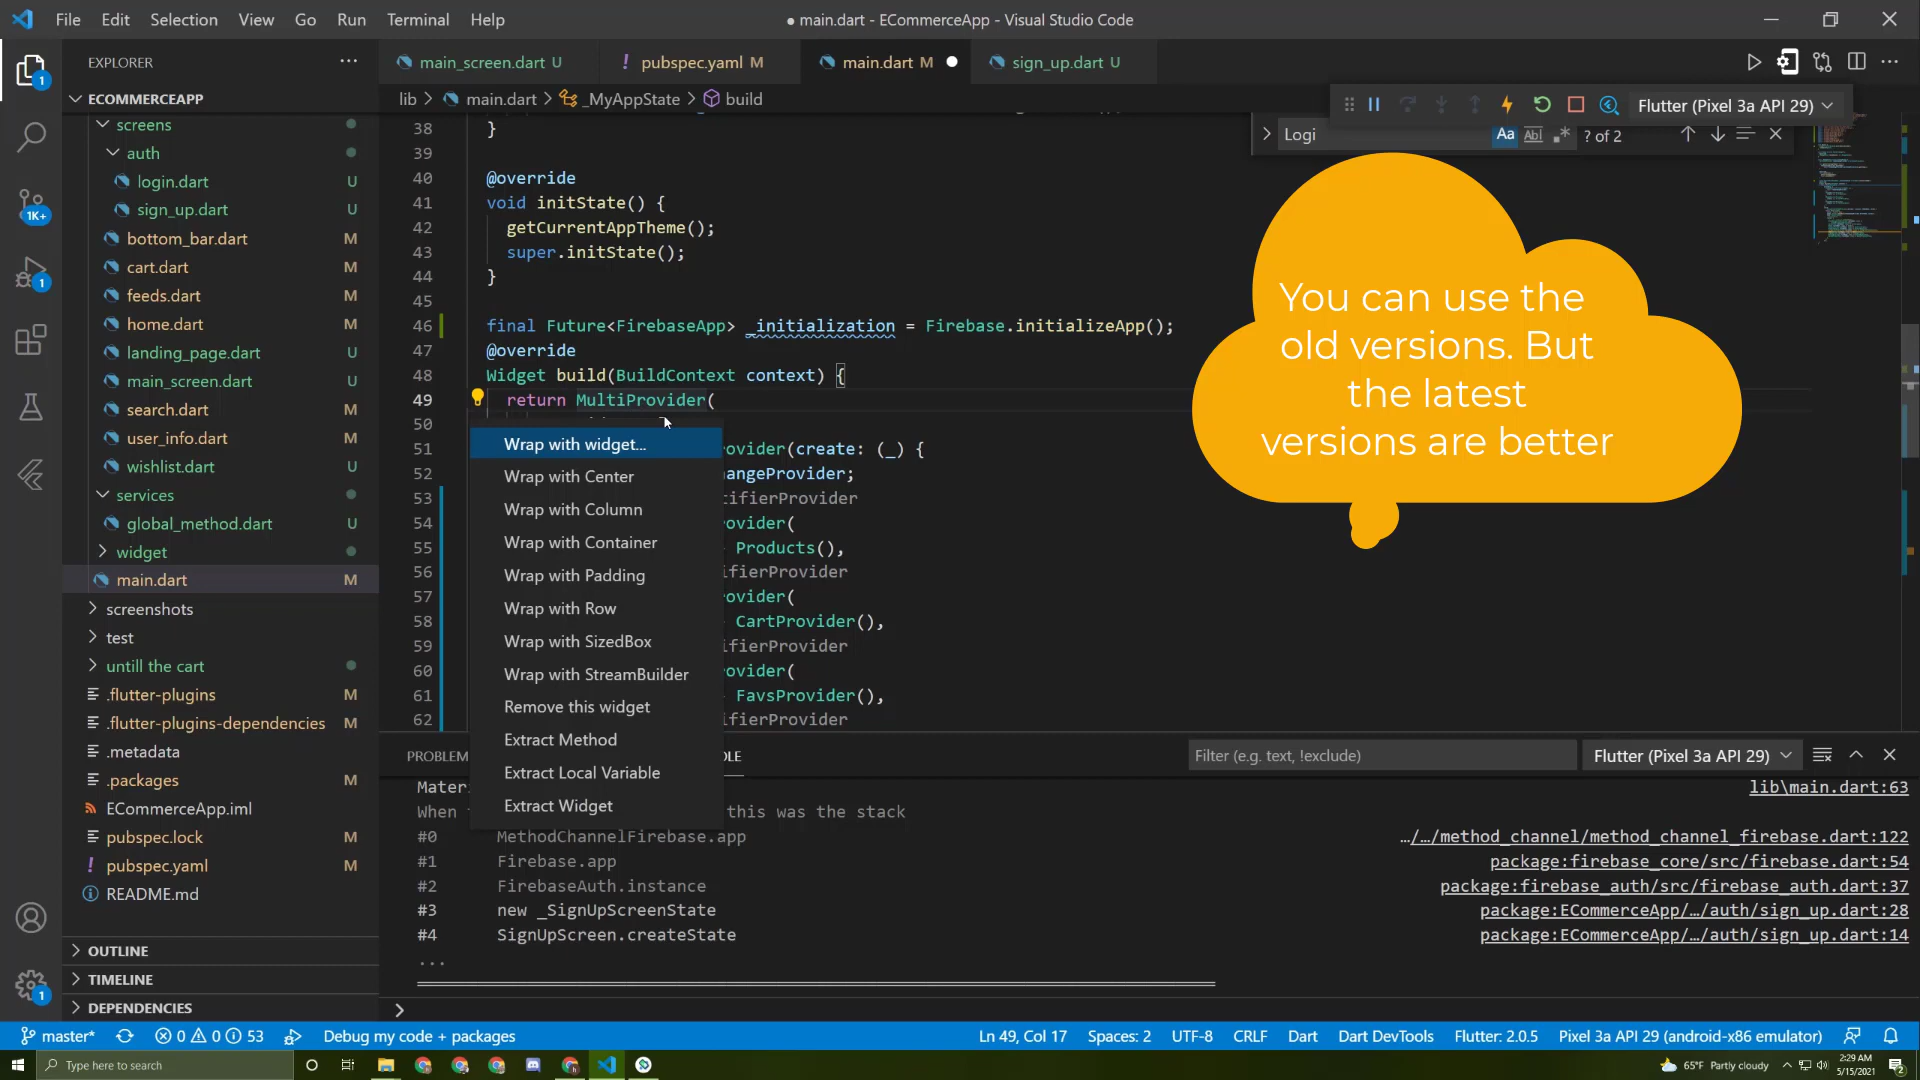 File Edit Selection View Go Run Terminal Help
● main.dart - ECommerceApp - Visual Studio Code
EXPLORER
main_screen.dart U
! pubspec.yaml M
main.dart M
sign_up.dart U
ECOMMERCEAPP
lib > main.dart > _MyAppState > build
Flutter (Pixel 3a API 29)
Logi
Aa Abl .* ? of 2
screens
auth
login.dart U
sign_up.dart U
bottom_bar.dart M
cart.dart M
feeds.dart M
home.dart M
landing_page.dart U
main_screen.dart U
search.dart M
user_info.dart M
wishlist.dart M
services
global_method.dart U
widget
main.dart M
screenshots
test
untill the cart
.flutter-plugins M
.flutter-plugins-dependencies M
.metadata
.packages M
ECommerceApp.iml
pubspec.lock M
! pubspec.yaml M
README.md
OUTLINE
TIMELINE
DEPENDENCIES
1
1K+
1
1
38 }
39
40 @override
41 void initState() {
42 getCurrentAppTheme();
43 super.initState();
44 }
45
46 final Future<FirebaseApp> _initialization = Firebase.initializeApp();
47 @override
48 Widget build(BuildContext context) {
49 return MultiProvider(
50
51 ovider(create: (_) {
52 angeProvider;
53 tifierProvider
54 ovider(
55 Products(),
56 ifierProvider
57 ovider(
58 CartProvider(),
59 ifierProvider
60 ovider(
61 FavsProvider(),
62 ifierProvider
Wrap with widget...
Wrap with Center
Wrap with Column
Wrap with Container
Wrap with Padding
Wrap with Row
Wrap with SizedBox
Wrap with StreamBuilder
Remove this widget
Extract Method
Extract Local Variable
Extract Widget
You can use the
old versions. But
the latest
versions are better
PROBLEM
LE
Filter (e.g. text, !exclude)
Flutter (Pixel 3a API 29)
Mater
lib\main.dart:63
When this was the stack
#0 MethodChannelFirebase.app …/…/method_channel/method_channel_firebase.dart:122
#1 Firebase.app package:firebase_core/src/firebase.dart:54
#2 FirebaseAuth.instance package:firebase_auth/src/firebase_auth.dart:37
#3 new _SignUpScreenState package:ECommerceApp/…/auth/sign_up.dart:28
#4 SignUpScreen.createState package:ECommerceApp/…/auth/sign_up.dart:14
...
>
master* 0 0 53 Debug my code + packages
Ln 49, Col 17 Spaces: 2 UTF-8 CRLF Dart Dart DevTools Flutter: 2.0.5 Pixel 3a API 29 (android-x86 emulator)
Type here to search
65°F Partly cloudy
2:29 AM
5/15/2021
2